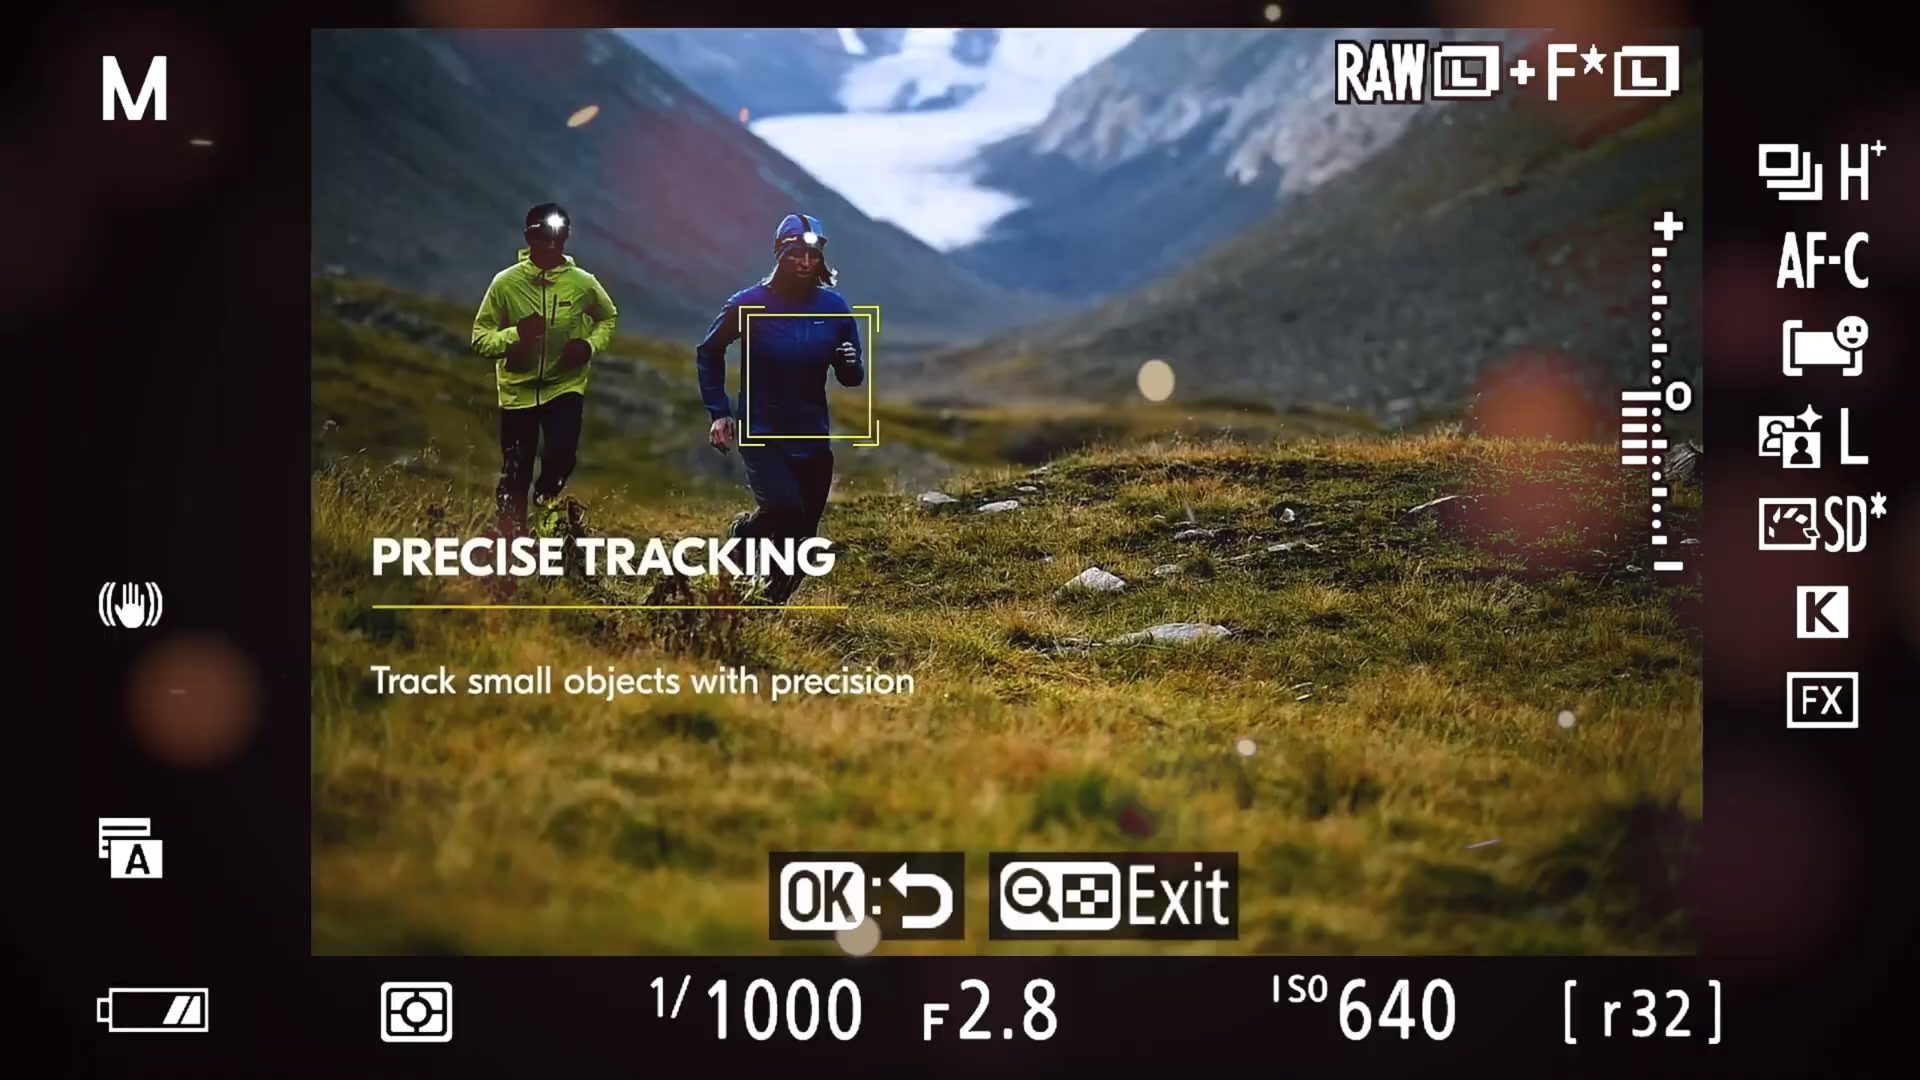 M
RAW L + F★ L
H+
AF-C
L
SD*
K
FX
+
0
−
PRECISE TRACKING
Track small objects with precision
A
OK : Exit
1/1000 F2.8 ISO 640 [r32]